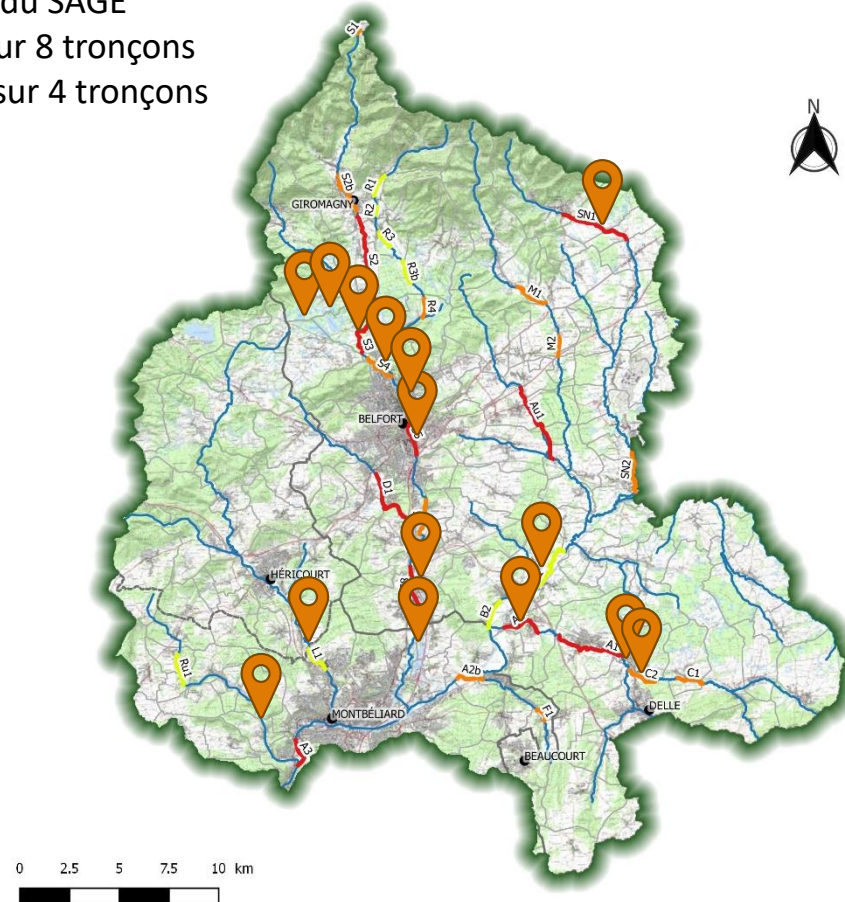 du SAGE
ur 8 tronçons
sur 4 tronçons
N
S1
S2b
GIROMAGNY
R1
R2
S2
R3
R3b
R4
SN1
M1
M2
S3
S4
BELFORT
Au1
SN2
D1
HÉRICOURT
B2
L1
Ru1
A1
C2
C1
A2b
F1
MONTBÉLIARD
DELLE
A3
BEAUCOURT
0 2.5 5 7.5 10 km